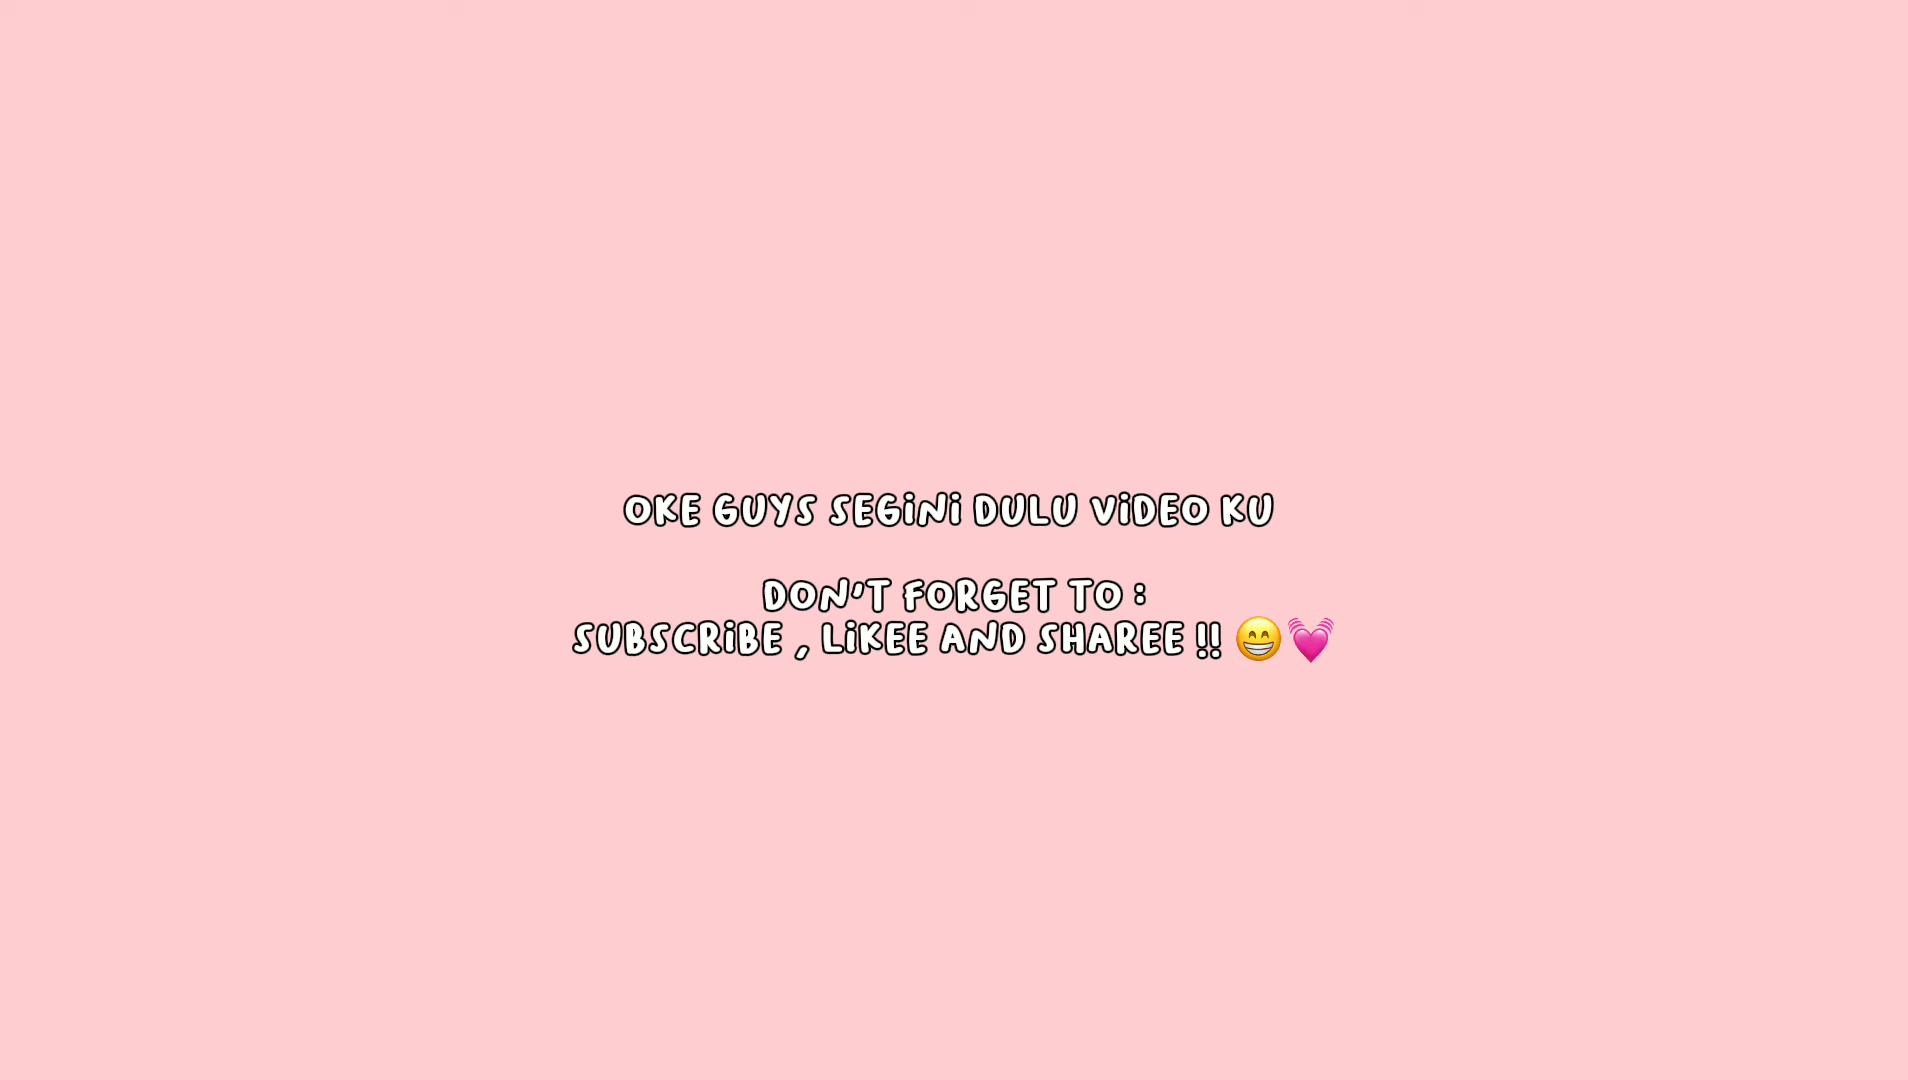 OKE GUYS SEGiNi DULU ViDEO KU
DON'T FORGET TO :
SUBSCRiBE , LiKEE AND SHAREE !! 😁💓